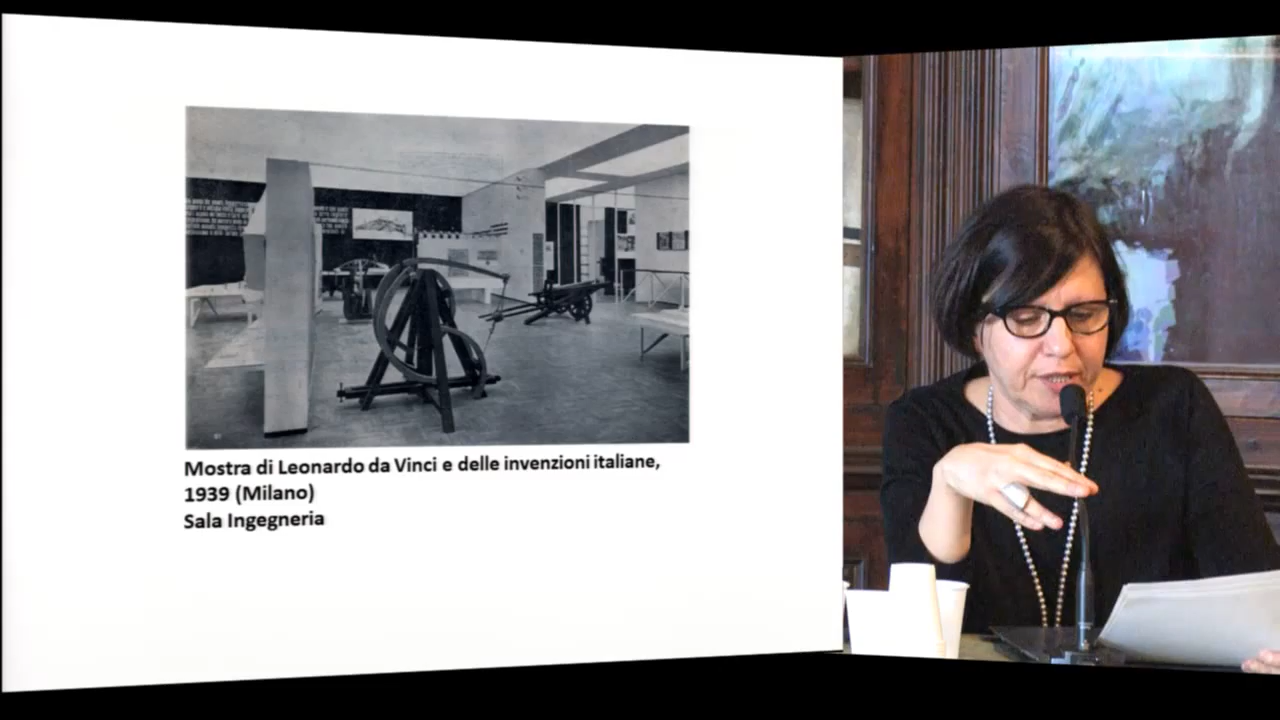 Mostra di Leonardo da Vinci e delle invenzioni italiane,
1939 (Milano)
Sala Ingegneria